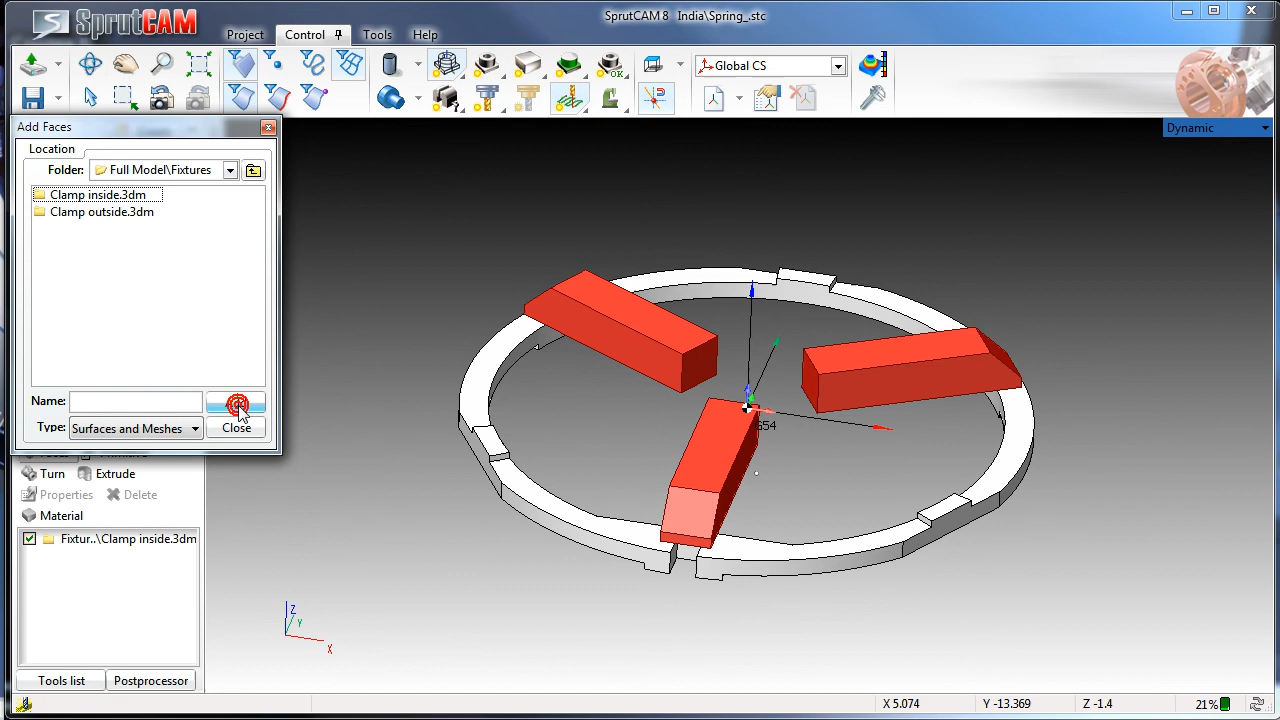 SprutCAM
SprutCAM 8 India\Spring_.stc
Project
Control
Tools
Help
OK
Global CS
Add Faces
Dynamic
Location
Folder: Full Model\Fixtures
Clamp inside.3dm
Clamp outside.3dm
Name:
Type: Surfaces and Meshes
Close
Turn
Extrude
Properties
Delete
Material
Fixtur..\Clamp inside.3dm
G54
Z
Y
X
Tools list
Postprocessor
X 5.074
Y -13.369
Z -1.4
21%